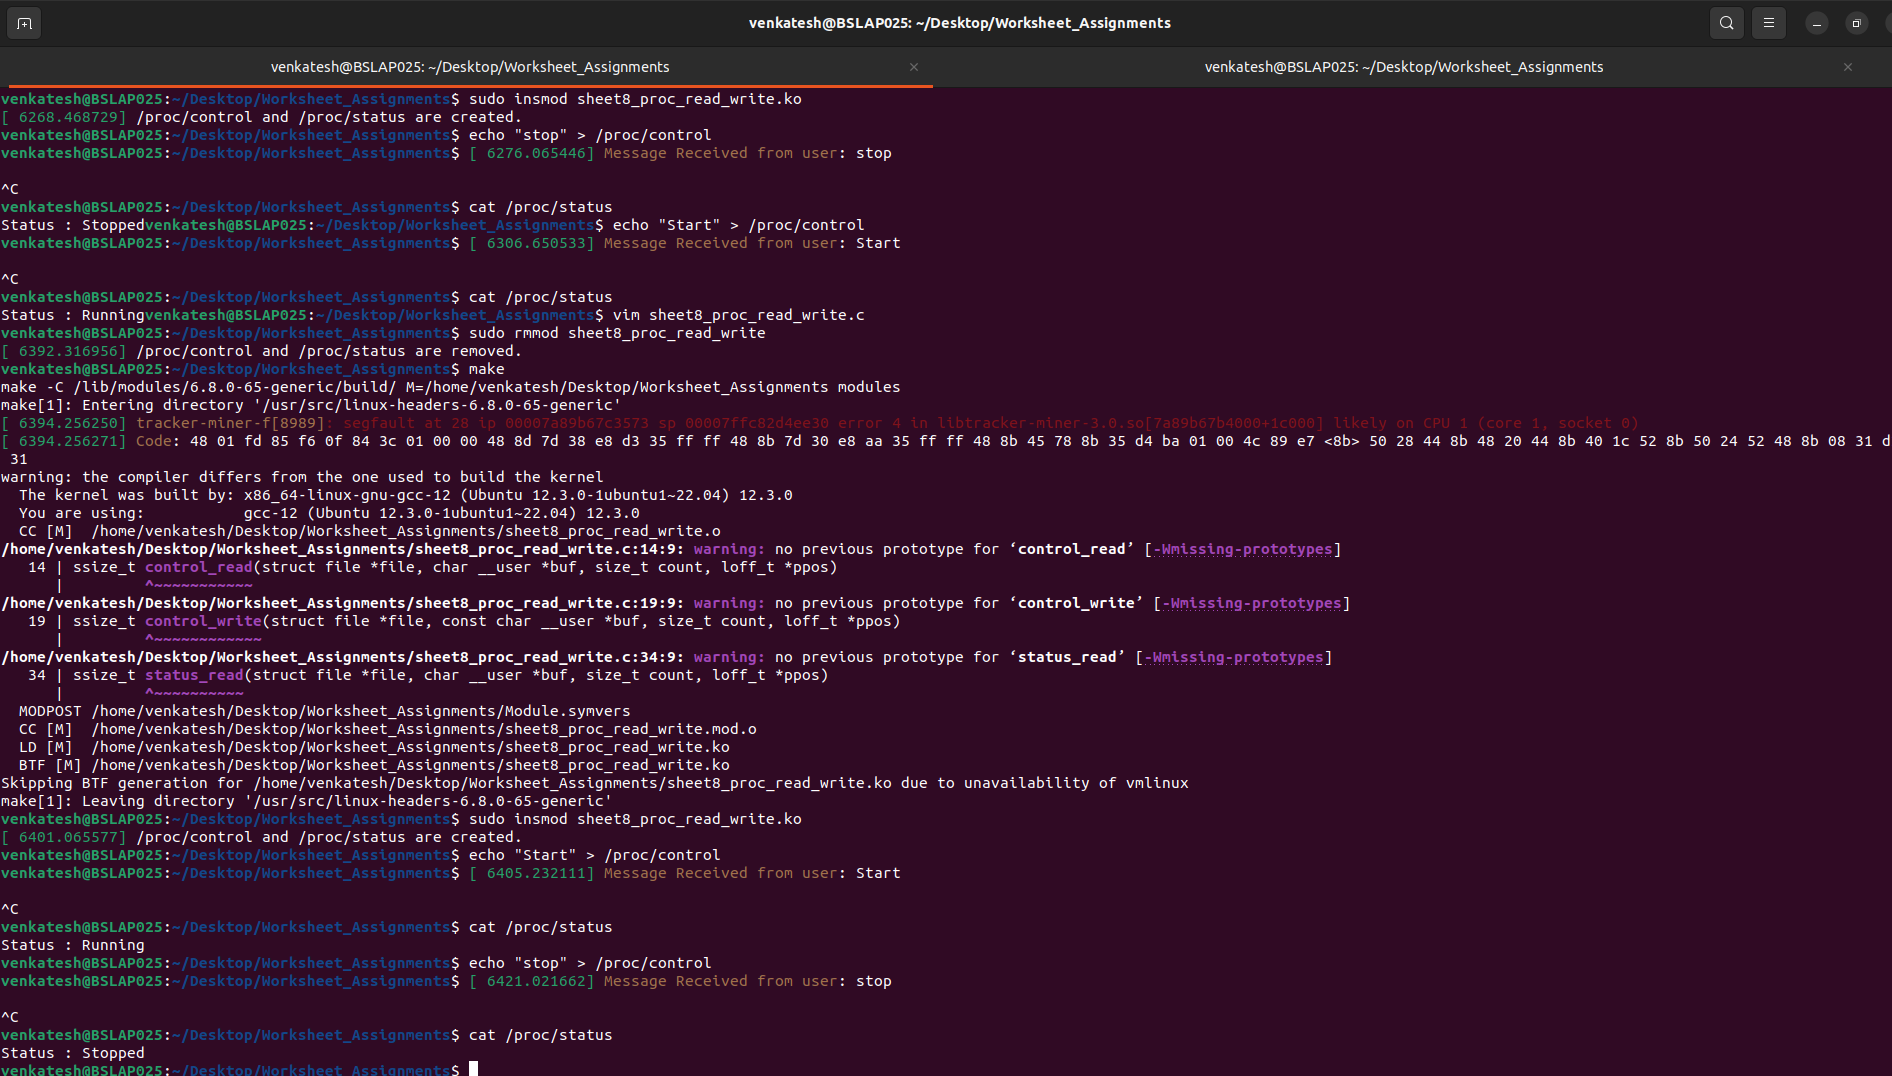 venkatesh@BSLAP025: ~/Desktop/Worksheet_Assignments
venkatesh@BSLAP025: ~/Desktop/Worksheet_Assignments × venkatesh@BSLAP025: ~/Desktop/Worksheet_Assignments ×
venkatesh@BSLAP025:~/Desktop/Worksheet_Assignments$ sudo insmod sheet8_proc_read_write.ko
[ 6268.468729] /proc/control and /proc/status are created.
venkatesh@BSLAP025:~/Desktop/Worksheet_Assignments$ echo "stop" > /proc/control
venkatesh@BSLAP025:~/Desktop/Worksheet_Assignments$ [ 6276.065446] Message Received from user: stop
^C
venkatesh@BSLAP025:~/Desktop/Worksheet_Assignments$ cat /proc/status
Status : Stoppedvenkatesh@BSLAP025:~/Desktop/Worksheet_Assignments$ echo "Start" > /proc/control
venkatesh@BSLAP025:~/Desktop/Worksheet_Assignments$ [ 6306.650533] Message Received from user: Start
^C
venkatesh@BSLAP025:~/Desktop/Worksheet_Assignments$ cat /proc/status
Status : Runningvenkatesh@BSLAP025:~/Desktop/Worksheet_Assignments$ vim sheet8_proc_read_write.c
venkatesh@BSLAP025:~/Desktop/Worksheet_Assignments$ sudo rmmod sheet8_proc_read_write
[ 6392.316956] /proc/control and /proc/status are removed.
venkatesh@BSLAP025:~/Desktop/Worksheet_Assignments$ make
make -C /lib/modules/6.8.0-65-generic/build/ M=/home/venkatesh/Desktop/Worksheet_Assignments modules
make[1]: Entering directory '/usr/src/linux-headers-6.8.0-65-generic'
[ 6394.256250] tracker-miner-f[8989]: segfault at 28 ip 00007a89b67c3573 sp 00007ffc82d4ee30 error 4 in libtracker-miner-3.0.so[7a89b67b4000+1c000] likely on CPU 1 (core 1, socket 0)
[ 6394.256271] Code: 48 01 fd 85 f6 0f 84 3c 01 00 00 48 8d 7d 38 e8 d3 35 ff ff 48 8b 7d 30 e8 aa 35 ff ff 48 8b 45 78 8b 35 d4 ba 01 00 4c 89 e7 <8b> 50 28 44 8b 48 20 44 8b 40 1c 52 8b 50 24 52 48 8b 08 31 d
 31
warning: the compiler differs from the one used to build the kernel
  The kernel was built by: x86_64-linux-gnu-gcc-12 (Ubuntu 12.3.0-1ubuntu1~22.04) 12.3.0
  You are using:           gcc-12 (Ubuntu 12.3.0-1ubuntu1~22.04) 12.3.0
  CC [M]  /home/venkatesh/Desktop/Worksheet_Assignments/sheet8_proc_read_write.o
/home/venkatesh/Desktop/Worksheet_Assignments/sheet8_proc_read_write.c:14:9: warning: no previous prototype for ‘control_read’ [-Wmissing-prototypes]
   14 | ssize_t control_read(struct file *file, char __user *buf, size_t count, loff_t *ppos)
      |         ^~~~~~~~~~~~
/home/venkatesh/Desktop/Worksheet_Assignments/sheet8_proc_read_write.c:19:9: warning: no previous prototype for ‘control_write’ [-Wmissing-prototypes]
   19 | ssize_t control_write(struct file *file, const char __user *buf, size_t count, loff_t *ppos)
      |         ^~~~~~~~~~~~~
/home/venkatesh/Desktop/Worksheet_Assignments/sheet8_proc_read_write.c:34:9: warning: no previous prototype for ‘status_read’ [-Wmissing-prototypes]
   34 | ssize_t status_read(struct file *file, char __user *buf, size_t count, loff_t *ppos)
      |         ^~~~~~~~~~~
  MODPOST /home/venkatesh/Desktop/Worksheet_Assignments/Module.symvers
  CC [M]  /home/venkatesh/Desktop/Worksheet_Assignments/sheet8_proc_read_write.mod.o
  LD [M]  /home/venkatesh/Desktop/Worksheet_Assignments/sheet8_proc_read_write.ko
  BTF [M] /home/venkatesh/Desktop/Worksheet_Assignments/sheet8_proc_read_write.ko
Skipping BTF generation for /home/venkatesh/Desktop/Worksheet_Assignments/sheet8_proc_read_write.ko due to unavailability of vmlinux
make[1]: Leaving directory '/usr/src/linux-headers-6.8.0-65-generic'
venkatesh@BSLAP025:~/Desktop/Worksheet_Assignments$ sudo insmod sheet8_proc_read_write.ko
[ 6401.065577] /proc/control and /proc/status are created.
venkatesh@BSLAP025:~/Desktop/Worksheet_Assignments$ echo "Start" > /proc/control
venkatesh@BSLAP025:~/Desktop/Worksheet_Assignments$ [ 6405.232111] Message Received from user: Start
^C
venkatesh@BSLAP025:~/Desktop/Worksheet_Assignments$ cat /proc/status
Status : Running
venkatesh@BSLAP025:~/Desktop/Worksheet_Assignments$ echo "stop" > /proc/control
venkatesh@BSLAP025:~/Desktop/Worksheet_Assignments$ [ 6421.021662] Message Received from user: stop
^C
venkatesh@BSLAP025:~/Desktop/Worksheet_Assignments$ cat /proc/status
Status : Stopped
venkatesh@BSLAP025:~/Desktop/Worksheet_Assignments$